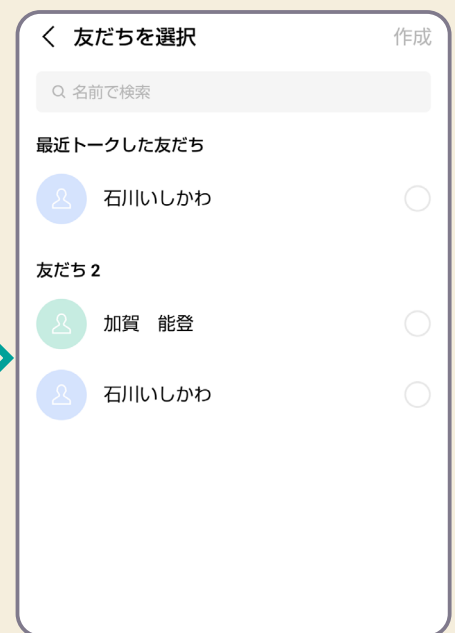 友だちを選択
作成
名前で検索
最近トークした友だち
石川いしかわ
友だち 2
加賀　能登
石川いしかわ